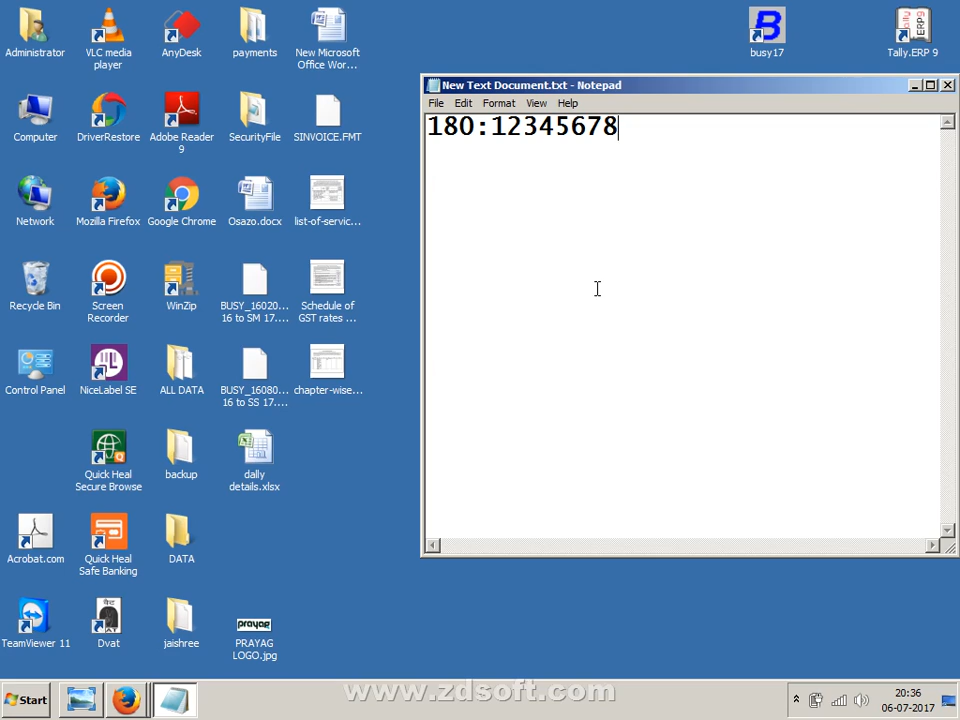 Administrator
VLC media
player
AnyDesk
payments
New Microsoft
Office Wor...
busy17
Tally.ERP 9
Computer
DriverRestore
Adobe Reader
9
SecurityFile
SINVOICE.FMT
Network
Mozilla Firefox
Google Chrome
Osazo.docx
list-of-servic...
Recycle Bin
Screen
Recorder
WinZip
BUSY_16020...
16 to SM 17....
Schedule of
GST rates ...
Control Panel
NiceLabel SE
ALL DATA
BUSY_16080...
16 to SS 17....
chapter-wise...
Quick Heal
Secure Browse
backup
dally
details.xlsx
Acrobat.com
Quick Heal
Safe Banking
DATA
TeamViewer 11
Dvat
jaishree
prayag
PRAYAG
LOGO.jpg
New Text Document.txt - Notepad
File Edit Format View Help
180:12345678
Start
www.zdsoft.com
20:36
06-07-2017